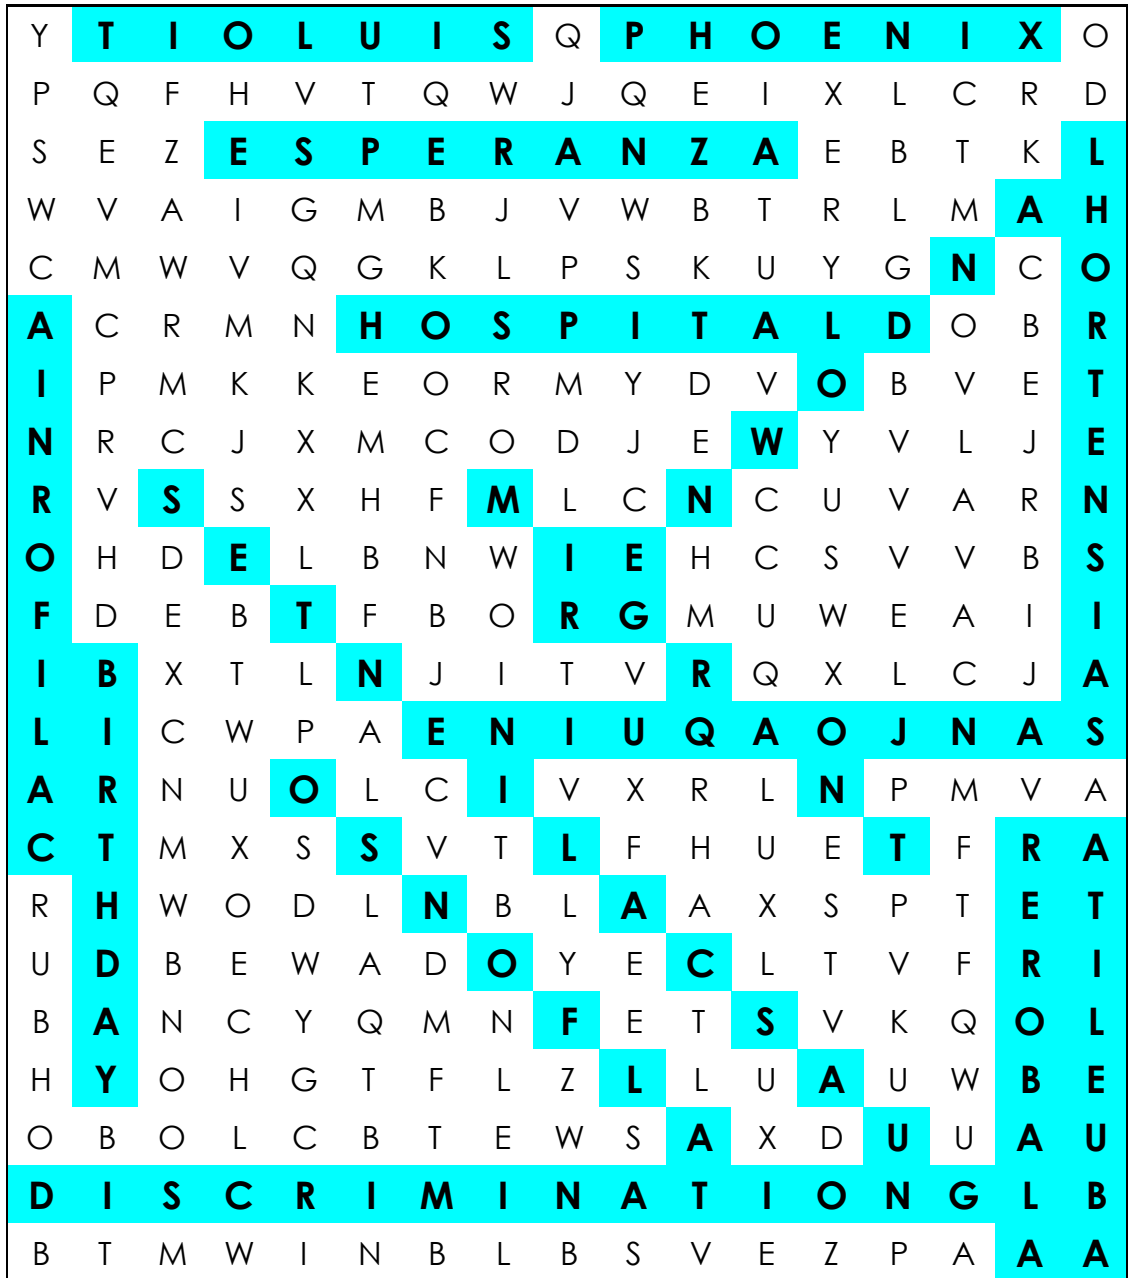 Y T I O L U I S Q P H O E N I X O
P Q F H V T Q W J Q E I X L C R D
S E Z E S P E R A N Z A E B T K L
W V A I G M B J V W B T R L M A H
C M W V Q G K L P S K U Y G N C O
A C R M N H O S P I T A L D O B R
I P M K K E O R M Y D V O B V E T
N R C J X M C O D J E W Y V L J E
R V S S X H F M L C N C U V A R N
O H D E L B N W I E H C S V V B S
F D E B T F B O R G M U W E A I I
I B X T L N J I T V R Q X L C J A
L I C W P A E N I U Q A O J N A S
A R N U O L C I V X R L N P M V A
C T M X S S V T L F H U E T F R A
R H W O D L N B L A A X S P T E T
U D B E W A D O Y E C L T V F R I
B A N C Y Q M N F E T S V K Q O L
H Y O H G T F L Z L L U A U W B E
O B O L C B T E W S A X D U U A U
D I S C R I M I N A T I O N G L B
B T M W I N B L B S V E Z P A A A